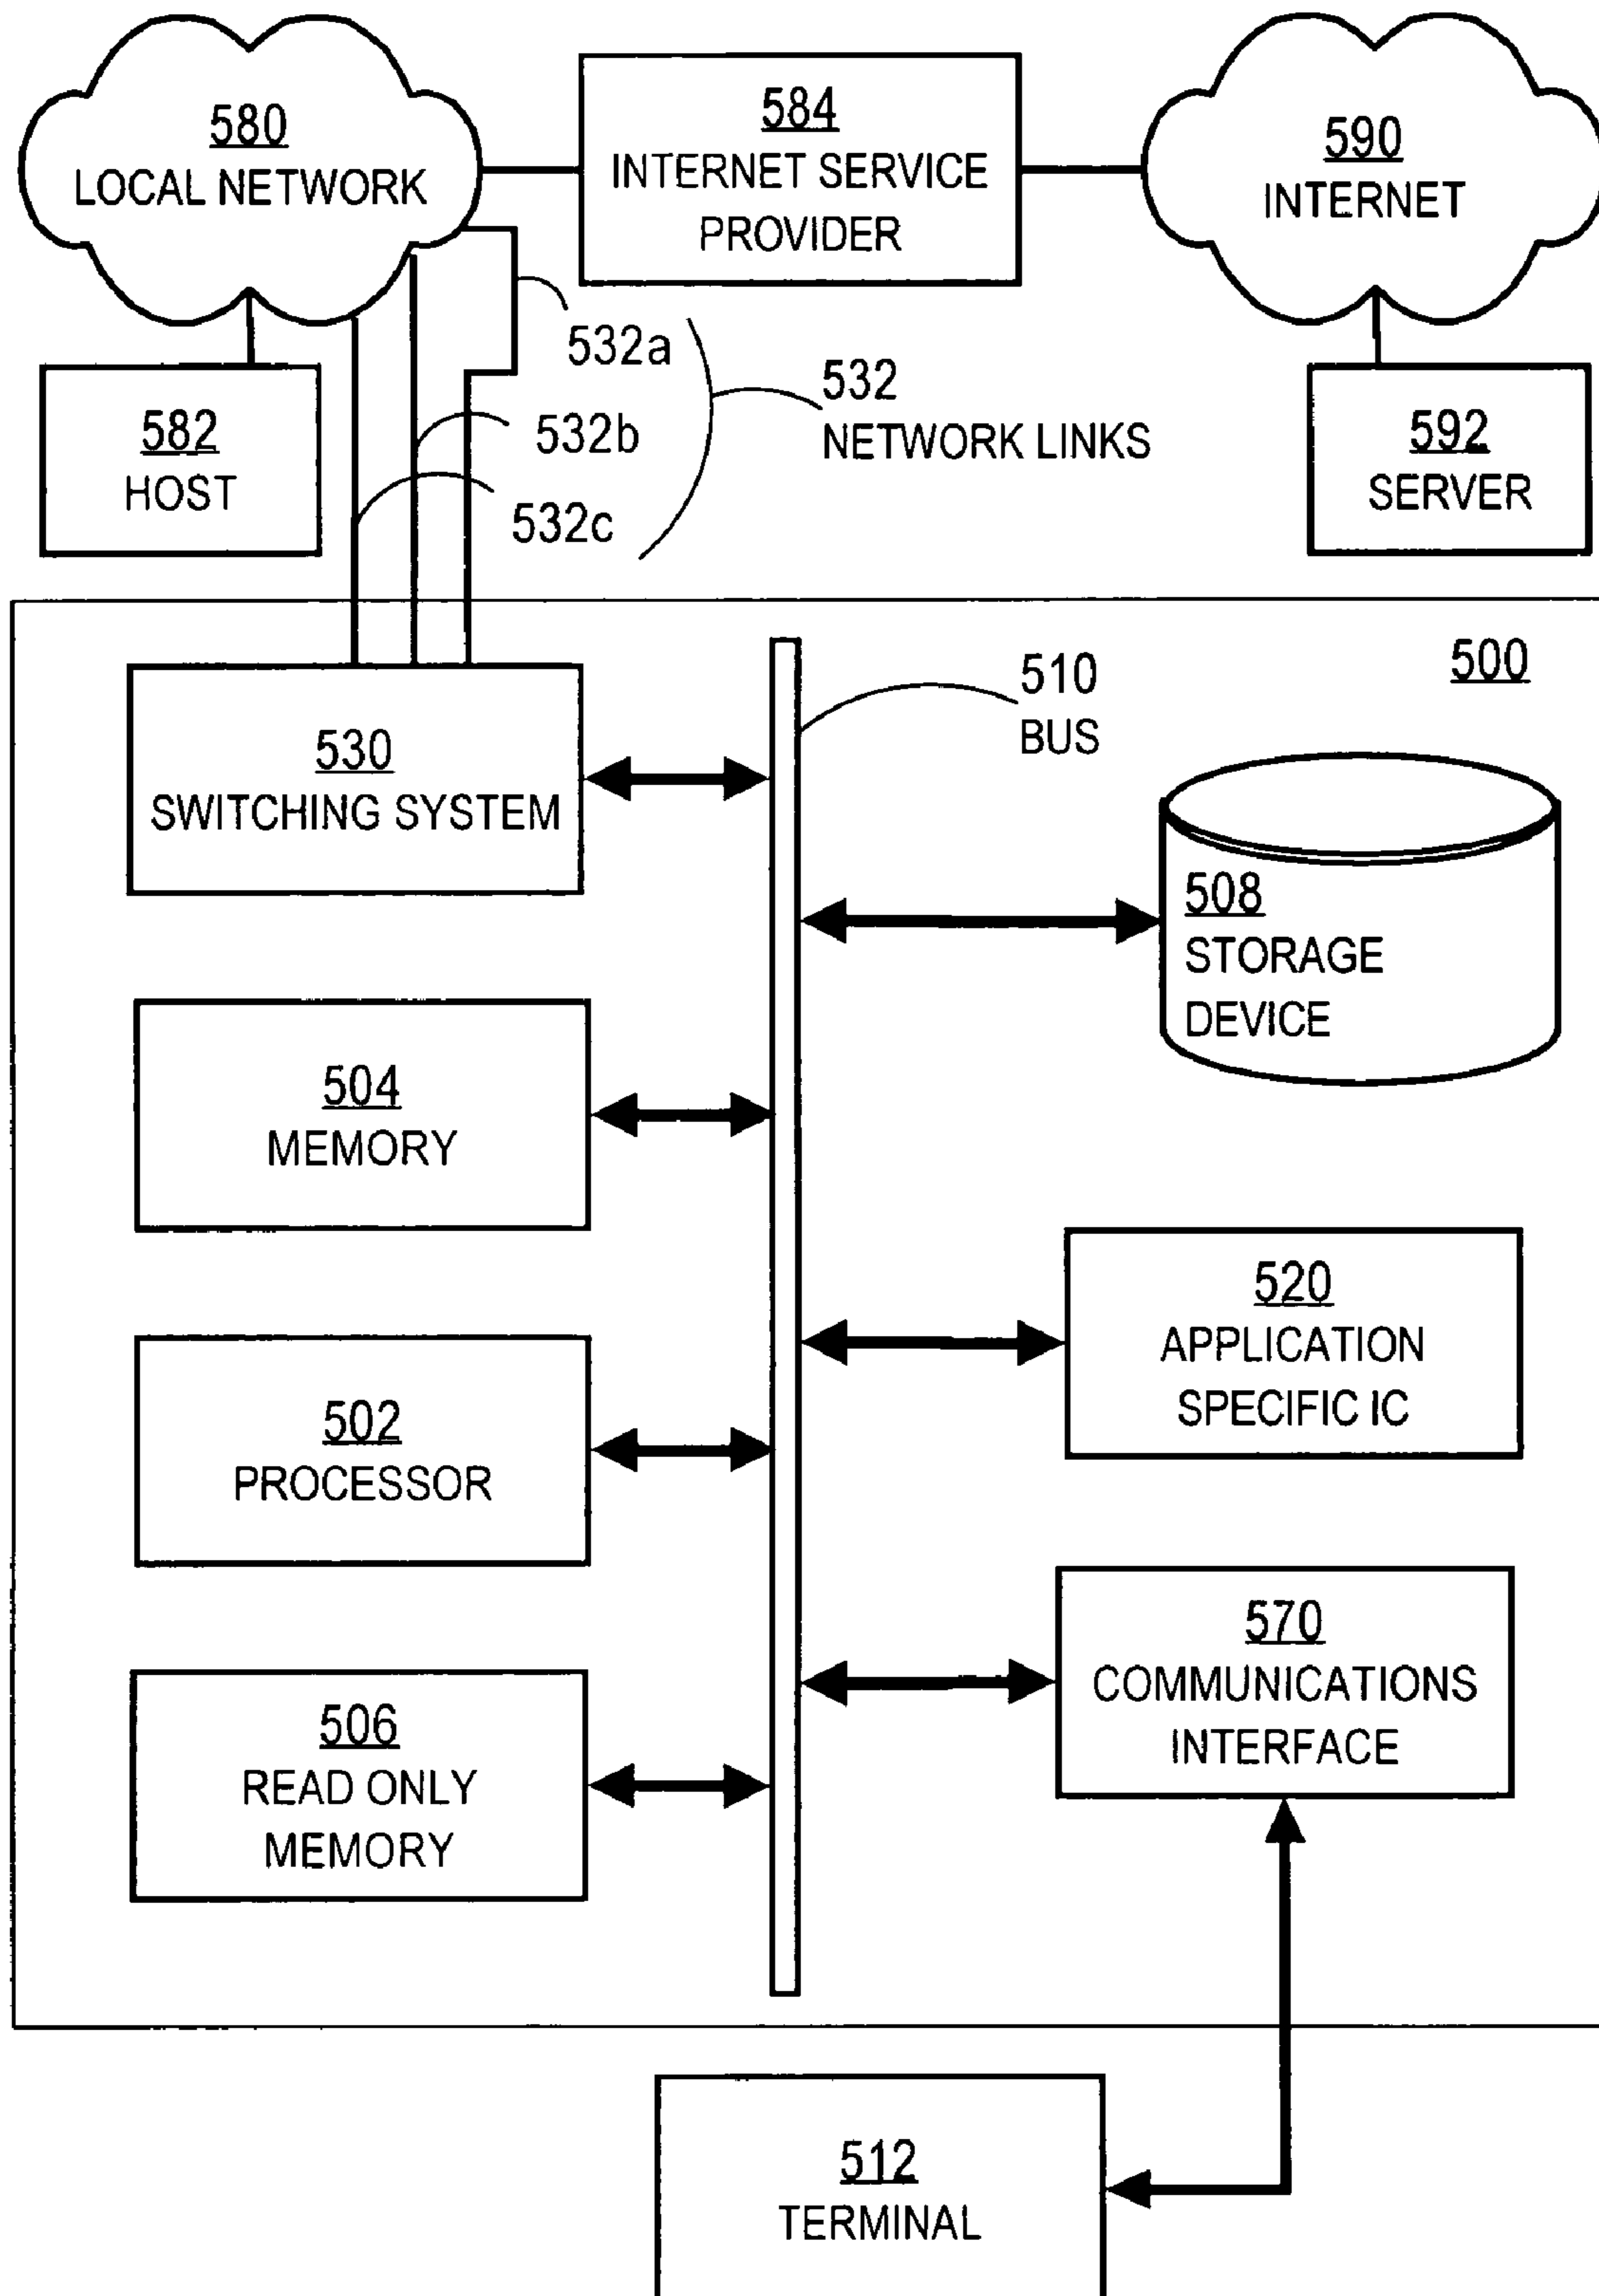 580
LOCAL NETWORK
584
INTERNET SERVICE
PROVIDER
590
INTERNET
532a
532
NETWORK LINKS
532b
532c
582
HOST
592
SERVER
500
510
BUS
530
SWITCHING SYSTEM
508
STORAGE
DEVICE
504
MEMORY
520
APPLICATION
SPECIFIC IC
502
PROCESSOR
570
COMMUNICATIONS
INTERFACE
506
READ ONLY
MEMORY
512
TERMINAL